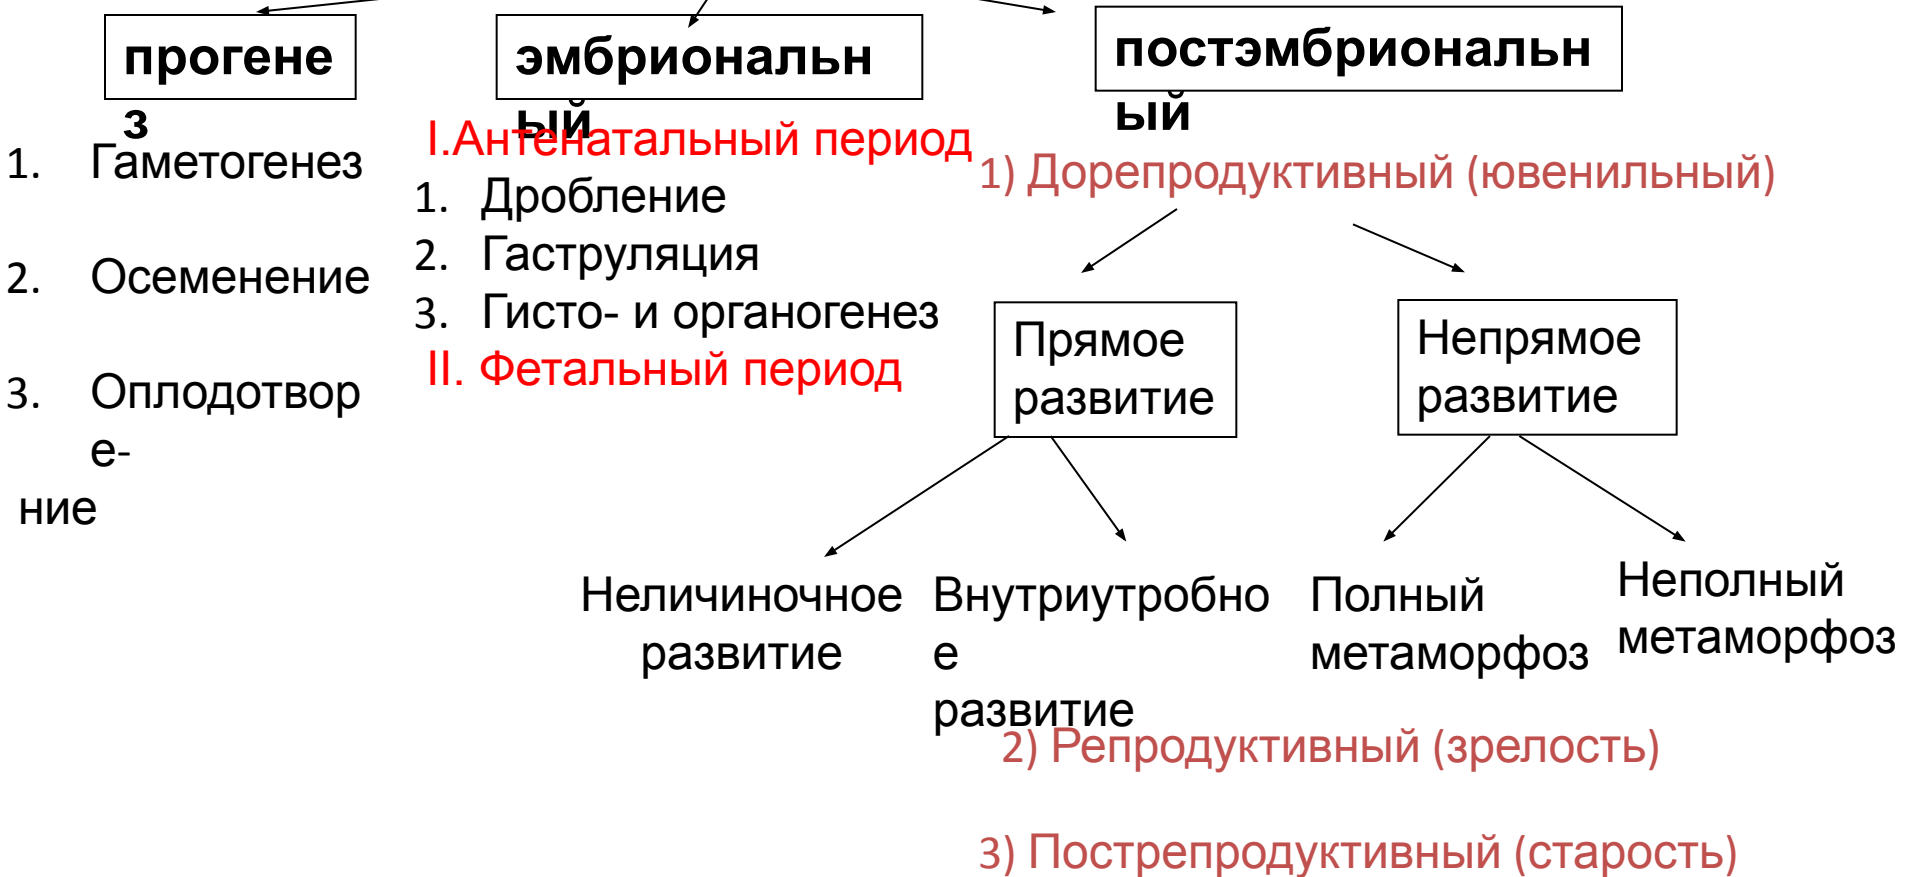 прогене
з
1. Гаметогенез
2. Осеменение
3. Оплодотвор
е-
ние
эмбриональн
ый
I.Антенатальный период
1. Дробление
2. Гаструляция
3. Гисто- и органогенез
II. Фетальный период
постэмбриональн
ый
1) Дорепродуктивный (ювенильный)
Прямое
развитие
Непрямое
развитие
Неличиночное
развитие
Внутриутробно
е
развитие
Полный
метаморфоз
Неполный
метаморфоз
2) Репродуктивный (зрелость)
3) Пострепродуктивный (старость)